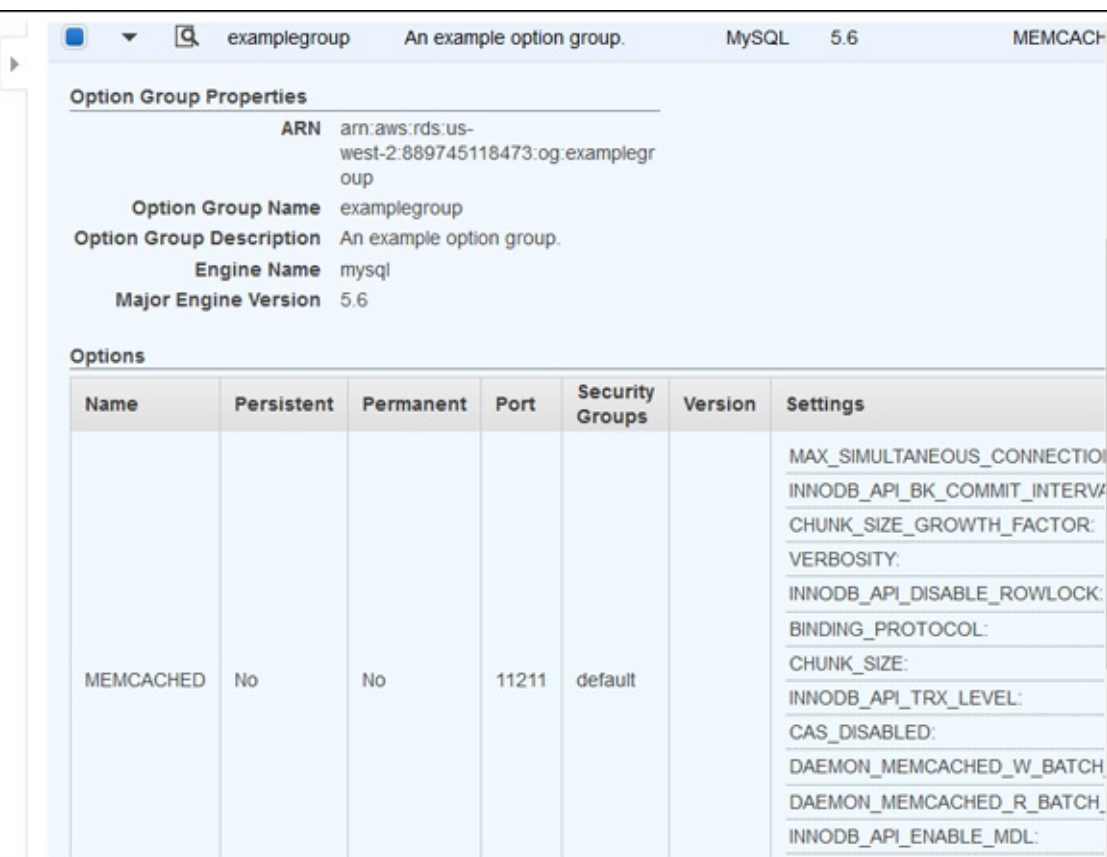 examplegroup An example option group. MySQL 5.6 MEMCACH
Option Group Properties
ARN arn:aws:rds:us-
west-2:889745118473:og:examplegr
oup
Option Group Name examplegroup
Option Group Description An example option group.
Engine Name mysql
Major Engine Version 5.6
Options
Name Persistent Permanent Port Security Groups Version Settings
MAX_SIMULTANEOUS_CONNECTIO
INNODB_API_BK_COMMIT_INTERVA
CHUNK_SIZE_GROWTH_FACTOR:
VERBOSITY:
INNODB_API_DISABLE_ROWLOCK:
BINDING_PROTOCOL:
CHUNK_SIZE:
MEMCACHED No No 11211 default
INNODB_API_TRX_LEVEL:
CAS_DISABLED:
DAEMON_MEMCACHED_W_BATCH_
DAEMON_MEMCACHED_R_BATCH_
INNODB_API_ENABLE_MDL: